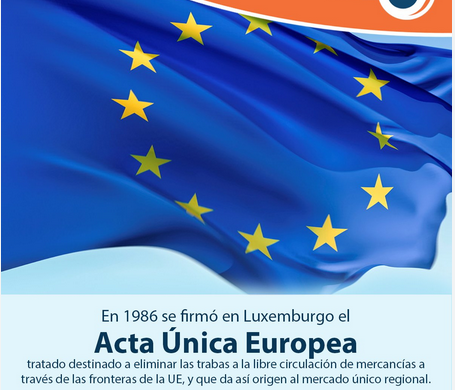 En 1986 se firmó en Luxemburgo el
Acta Única Europea
tratado destinado a eliminar las trabas a la libre circulación de mercancías a
través de las fronteras de la UE, y que da así origen al mercado único regional.